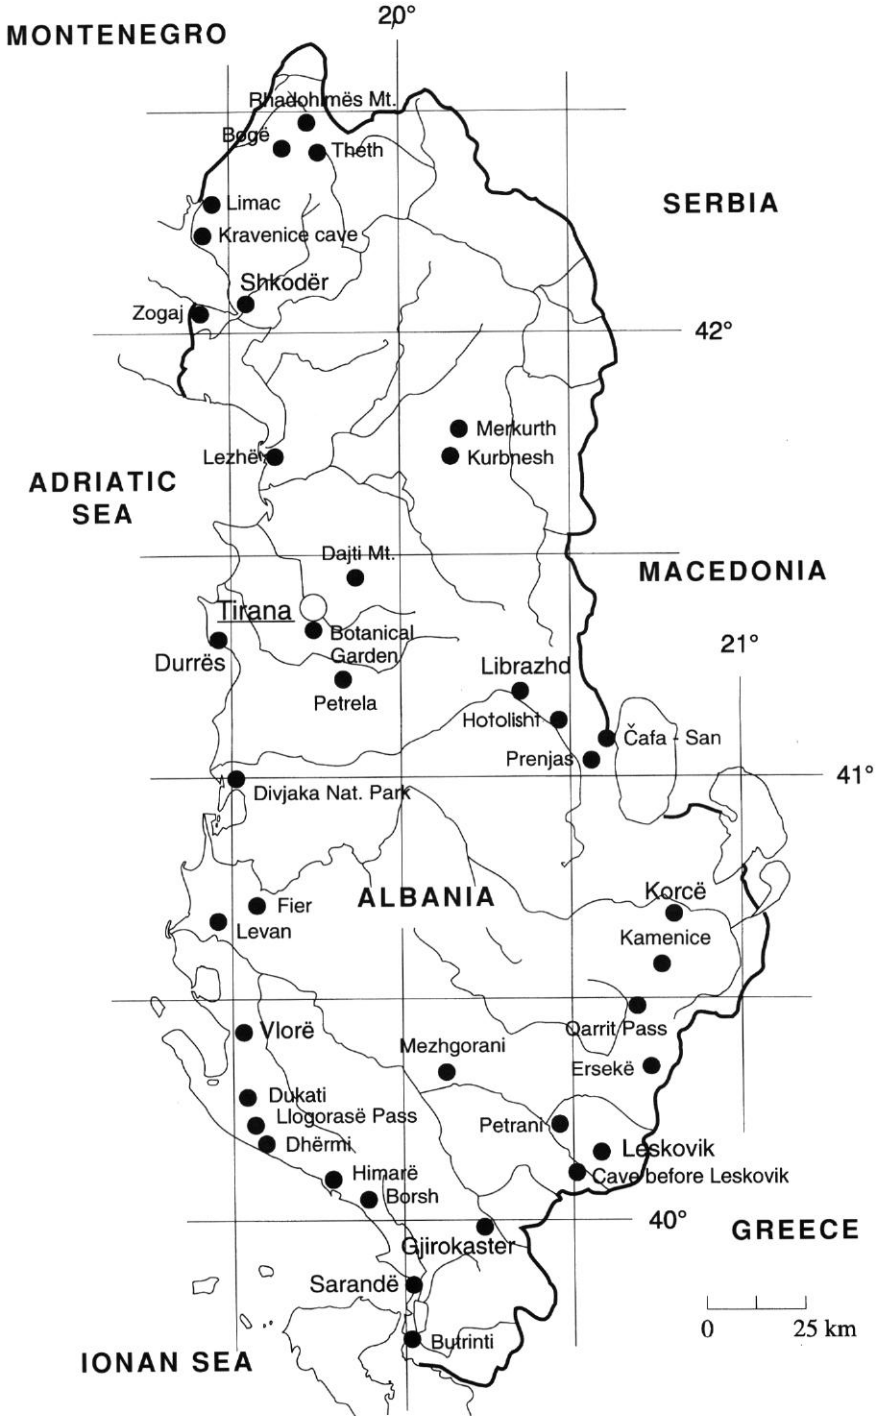 20°
MONTENEGRO
Rhadohimës Mt.
Bogë
Theth
Limac
SERBIA
Kravenice cave
Shkodër
Zogaj
42°
Merkurth
Lezhë
Kurbnesh
ADRIATIC
SEA
Dajti Mt.
MACEDONIA
Tirana
Botanical
Garden
21°
Durrës
Librazhd
Petrela
Hotolisht
Čafa - San
Prenjas
41°
Divjaka Nat. Park
Korcë
ALBANIA
Fier
Levan
Kamenice
Qarrit Pass
Vlorë
Mezhgorani
Ersekë
Dukati
Llogorasë Pass
Petrani
Dhërmi
Leskovik
Himarë
Cave before Leskovik
Borsh
40°
GREECE
Gjirokaster
Sarandë
0 25 km
Butrinti
IONAN SEA